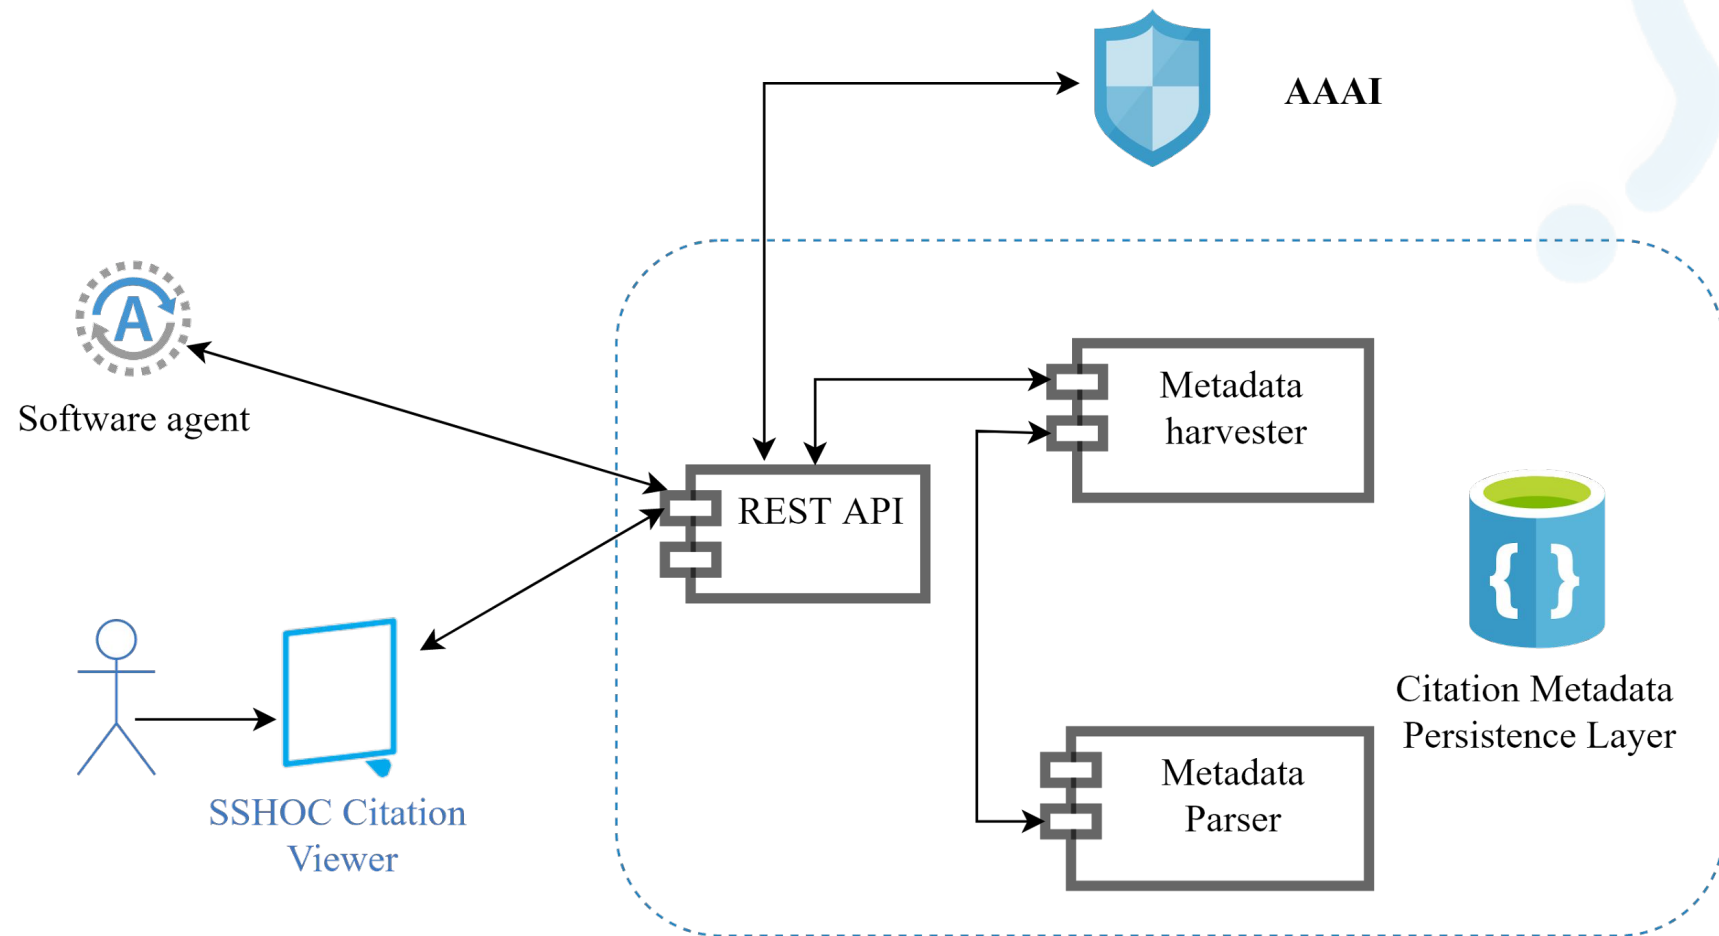 AAAI
A
Software agent
Metadata
harvester
REST API
{ }
Citation Metadata
Persistence Layer
Metadata
Parser
SSHOC Citation
Viewer